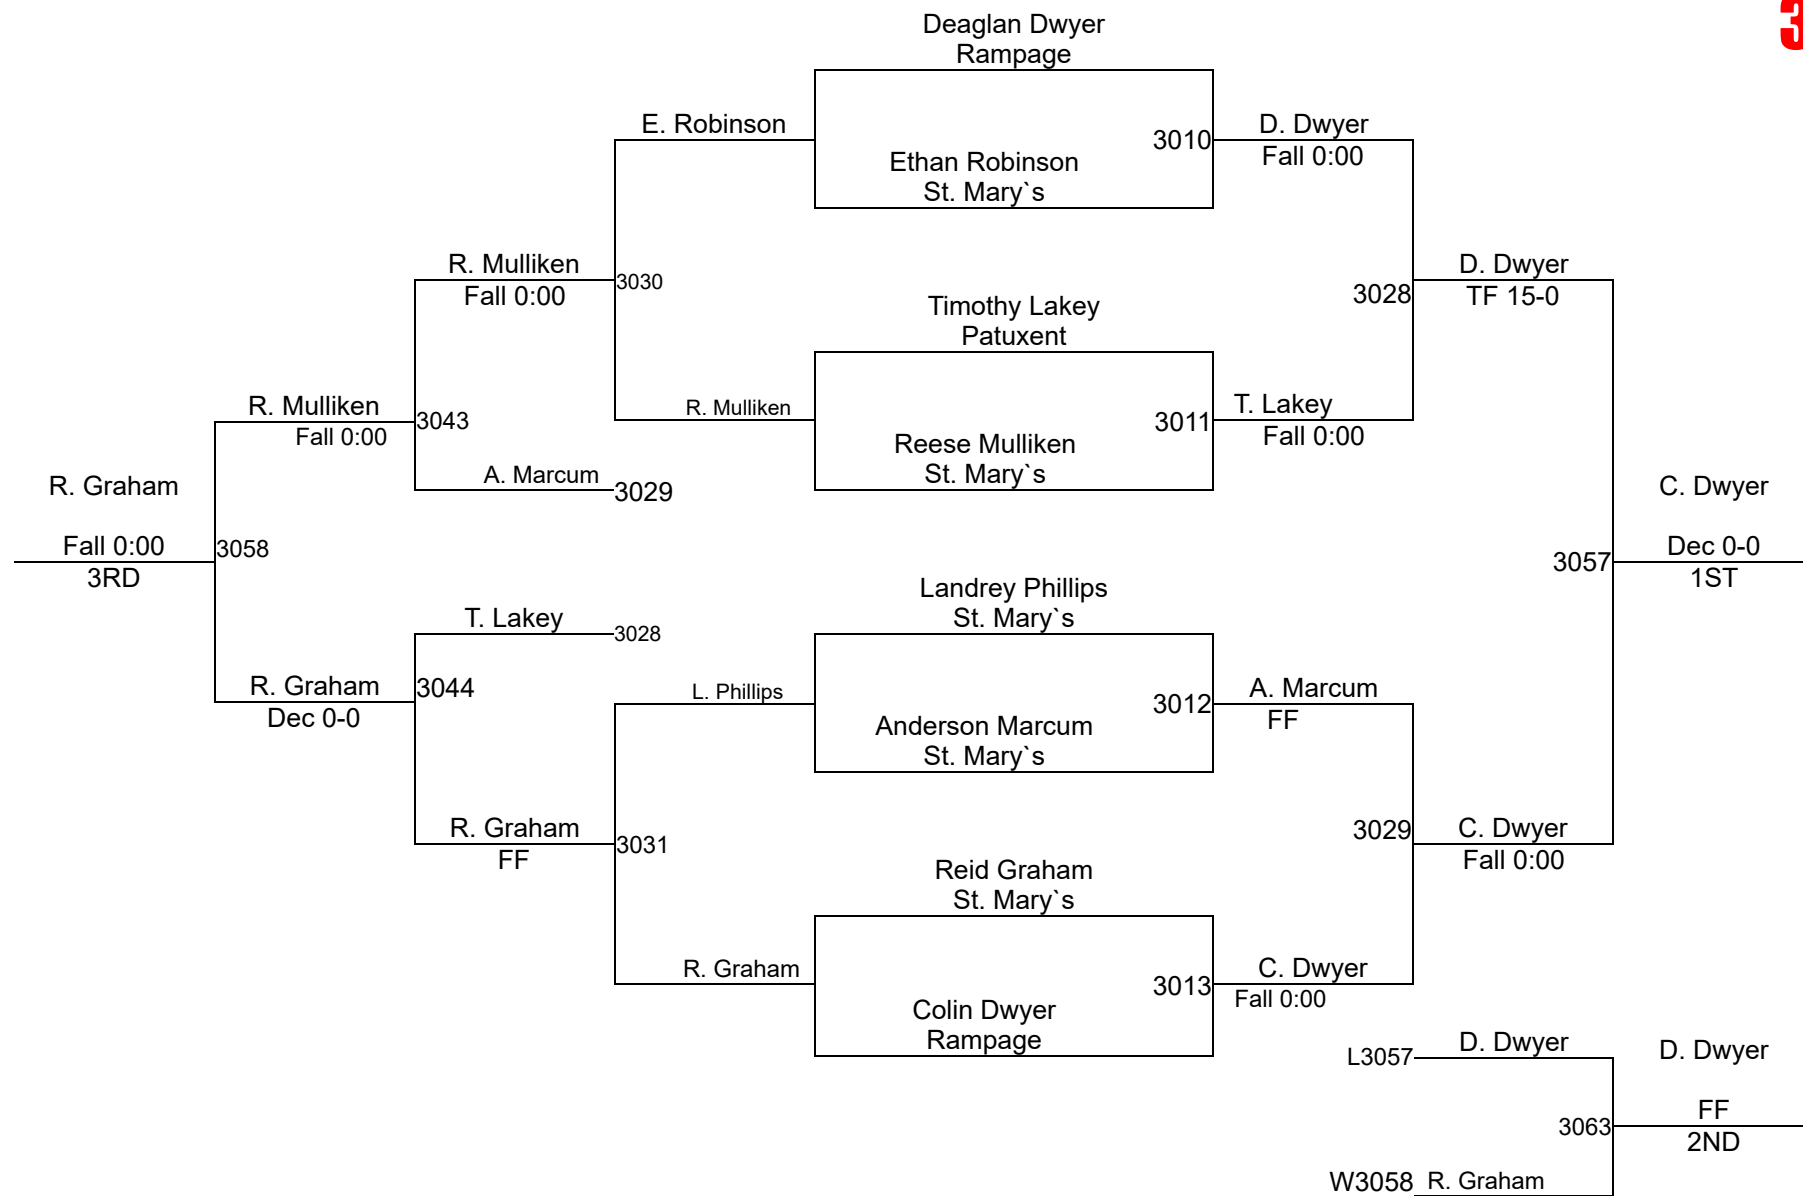 Deaglan Dwyer
Rampage
3
E. Robinson
3010
D. Dwyer
Fall 0:00
Ethan Robinson
St. Mary`s
R. Mulliken
Fall 0:00
3030
Timothy Lakey
Patuxent
3028
D. Dwyer
TF 15-0
R. Mulliken
Fall 0:00
3043
R. Mulliken
3011
T. Lakey
Fall 0:00
Reese Mulliken
St. Mary`s
A. Marcum
3029
R. Graham
Fall 0:00
3RD
3058
C. Dwyer
3057
Dec 0-0
1ST
Landrey Phillips
St. Mary`s
T. Lakey
3028
R. Graham
Dec 0-0
3044
L. Phillips
3012
A. Marcum
FF
Anderson Marcum
St. Mary`s
R. Graham
FF
3031
3029
C. Dwyer
Fall 0:00
Reid Graham
St. Mary`s
R. Graham
3013
C. Dwyer
Fall 0:00
Colin Dwyer
Rampage
L3057
D. Dwyer
D. Dwyer
3063
FF
2ND
W3058
R. Graham